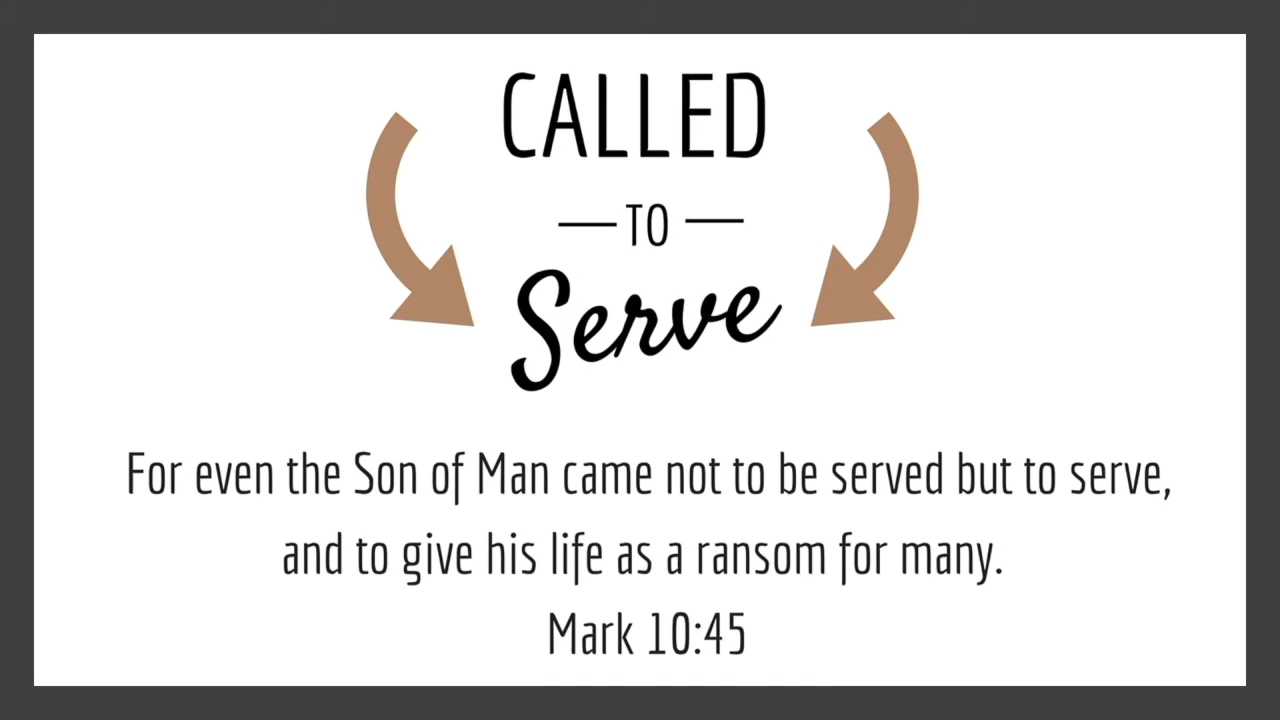 CALLED
TO
Serve
For even the Son of Man came not to be served but to serve,
and to give his life as a ransom for many.
Mark 10:45